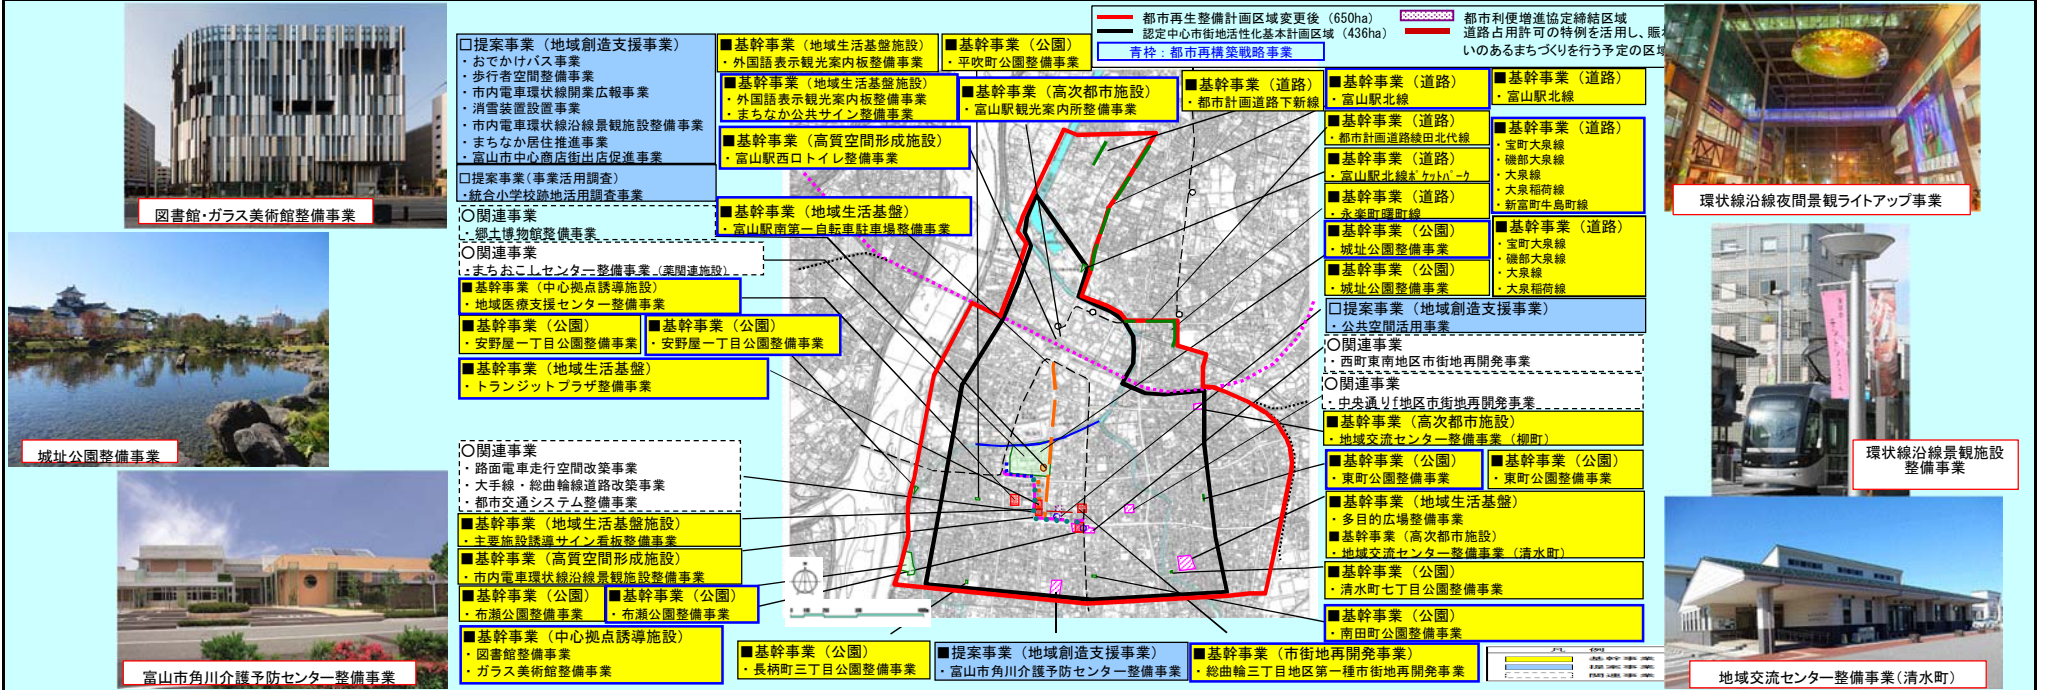 都市再生整備計画区域変更後（650ha）
認定中心市街地活性化基本計画区域（436ha）
青枠：都市再構築戦略事業
都市利便増進協定締結区域
道路占用許可の特例を活用し、賑わ
いのあるまちづくりを行う予定の区域
図書館・ガラス美術館整備事業
城址公園整備事業
富山市角川介護予防センター整備事業
□提案事業（地域創造支援事業）
・おでかけバス事業
・歩行者空間整備事業
・市内電車環状線開業広報事業
・消雪装置設置事業
・市内電車環状線沿線景観施設整備事業
・まちなか居住推進事業
・富山市中心商店街出店促進事業
□提案事業（事業活用調査）
・統合小学校跡地活用調査事業
○関連事業
・郷土博物館整備事業
○関連事業
・まちおこしセンター整備事業（薬関連施設）
■基幹事業（中心拠点誘導施設）
・地域医療支援センター整備事業
■基幹事業（公園）
・安野屋一丁目公園整備事業
■基幹事業（公園）
・安野屋一丁目公園整備事業
■基幹事業（地域生活基盤）
・トランジットプラザ整備事業
○関連事業
・路面電車走行空間改築事業
・大手線・総曲輪線道路改築事業
・都市交通システム整備事業
■基幹事業（地域生活基盤施設）
・主要施設誘導サイン看板整備事業
■基幹事業（高質空間形成施設）
・市内電車環状線沿線景観施設整備事業
■基幹事業（公園）
・布瀬公園整備事業
■基幹事業（公園）
・布瀬公園整備事業
■基幹事業（中心拠点誘導施設）
・図書館整備事業
・ガラス美術館整備事業
■基幹事業（地域生活基盤施設）
・外国語表示観光案内板整備事業
■基幹事業（公園）
・平吹町公園整備事業
■基幹事業（地域生活基盤施設）
・外国語表示観光案内板整備事業
・まちなか公共サイン整備事業
■基幹事業（高次都市施設）
・富山駅観光案内所整備事業
■基幹事業（高質空間形成施設）
・富山駅西口トイレ整備事業
■基幹事業（地域生活基盤）
・富山駅南第一自転車駐車場整備事業
■基幹事業（道路）
・都市計画道路下新線
■基幹事業（道路）
・富山駅北線
■基幹事業（道路）
・富山駅北線
■基幹事業（道路）
・都市計画道路綾田北代線
■基幹事業（道路）
・富山駅北線ﾎﾟｹｯﾄﾊﾟｰｸ
■基幹事業（道路）
・永楽町曙町線
■基幹事業（公園）
・城址公園整備事業
■基幹事業（公園）
・城址公園整備事業
■基幹事業（道路）
・宝町大泉線
・磯部大泉線
・大泉線
・大泉稲荷線
・新富町牛島町線
■基幹事業（道路）
・宝町大泉線
・磯部大泉線
・大泉線
・大泉稲荷線
□提案事業（地域創造支援事業）
・公共空間活用事業
○関連事業
・西町東南地区市街地再開発事業
○関連事業
・中央通りf地区市街地再開発事業
■基幹事業（高次都市施設）
・地域交流センター整備事業（柳町）
■基幹事業（公園）
・東町公園整備事業
■基幹事業（公園）
・東町公園整備事業
■基幹事業（地域生活基盤）
・多目的広場整備事業
■基幹事業（高次都市施設）
・地域交流センター整備事業（清水町）
■基幹事業（公園）
・清水町七丁目公園整備事業
■基幹事業（公園）
・南田町公園整備事業
■基幹事業（公園）
・長柄町三丁目公園整備事業
■提案事業（地域創造支援事業）
・富山市角川介護予防センター整備事業
■基幹事業（市街地再開発事業）
・総曲輪三丁目地区第一種市街地再開発事業
凡 例
基幹事業
提案事業
関連事業
環状線沿線夜間景観ライトアップ事業
環状線沿線景観施設
整備事業
地域交流センター整備事業（清水町）